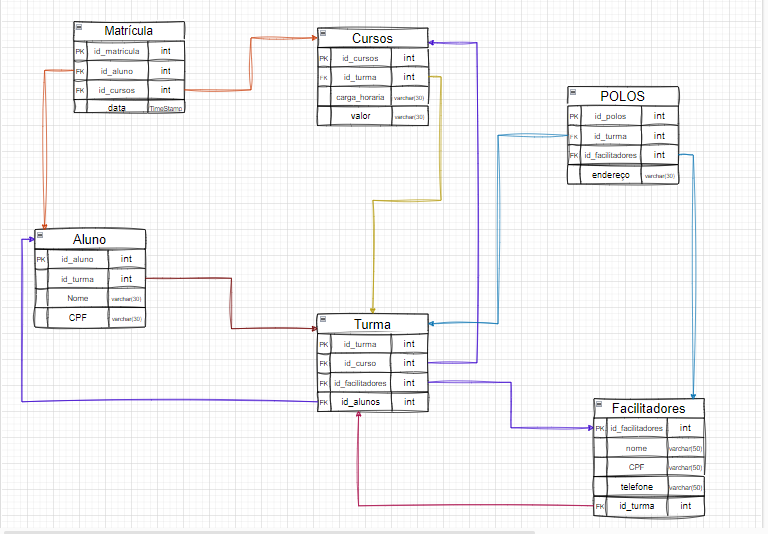 Matrícula
PK id_matricula int
FK id_aluno int
FK id_cursos int
data TimeStamp
Cursos
PK id_cursos int
FK id_turma int
carga_horaria varchar(30)
valor varchar(30)
POLOS
PK id_polos int
FK id_turma int
FK id_facilitadores int
endereço varchar(30)
Aluno
PK id_aluno int
id_turma int
Nome varchar(30)
CPF varchar(30)
Turma
PK id_turma int
FK id_curso int
FK id_facilitadores int
FK id_alunos int
Facilitadores
PK id_facilitadores int
nome varchar(50)
CPF varchar(50)
telefone varchar(50)
FK id_turma int